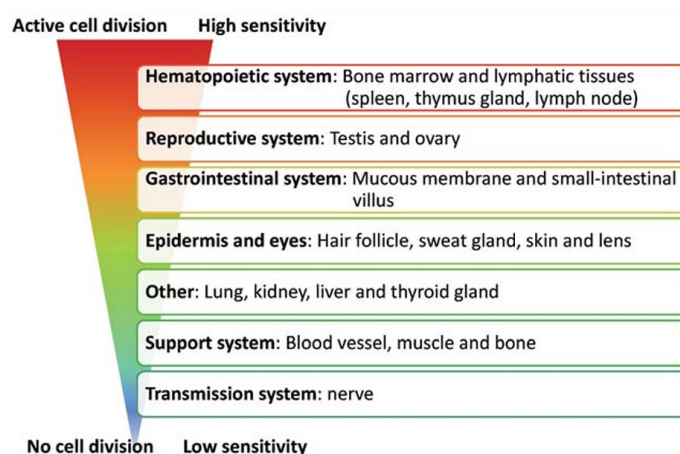 Active cell division High sensitivity
Hematopoietic system: Bone marrow and lymphatic tissues
(spleen, thymus gland, lymph node)
Reproductive system: Testis and ovary
Gastrointestinal system: Mucous membrane and small-intestinal
villus
Epidermis and eyes: Hair follicle, sweat gland, skin and lens
Other: Lung, kidney, liver and thyroid gland
Support system: Blood vessel, muscle and bone
Transmission system: nerve
No cell division Low sensitivity